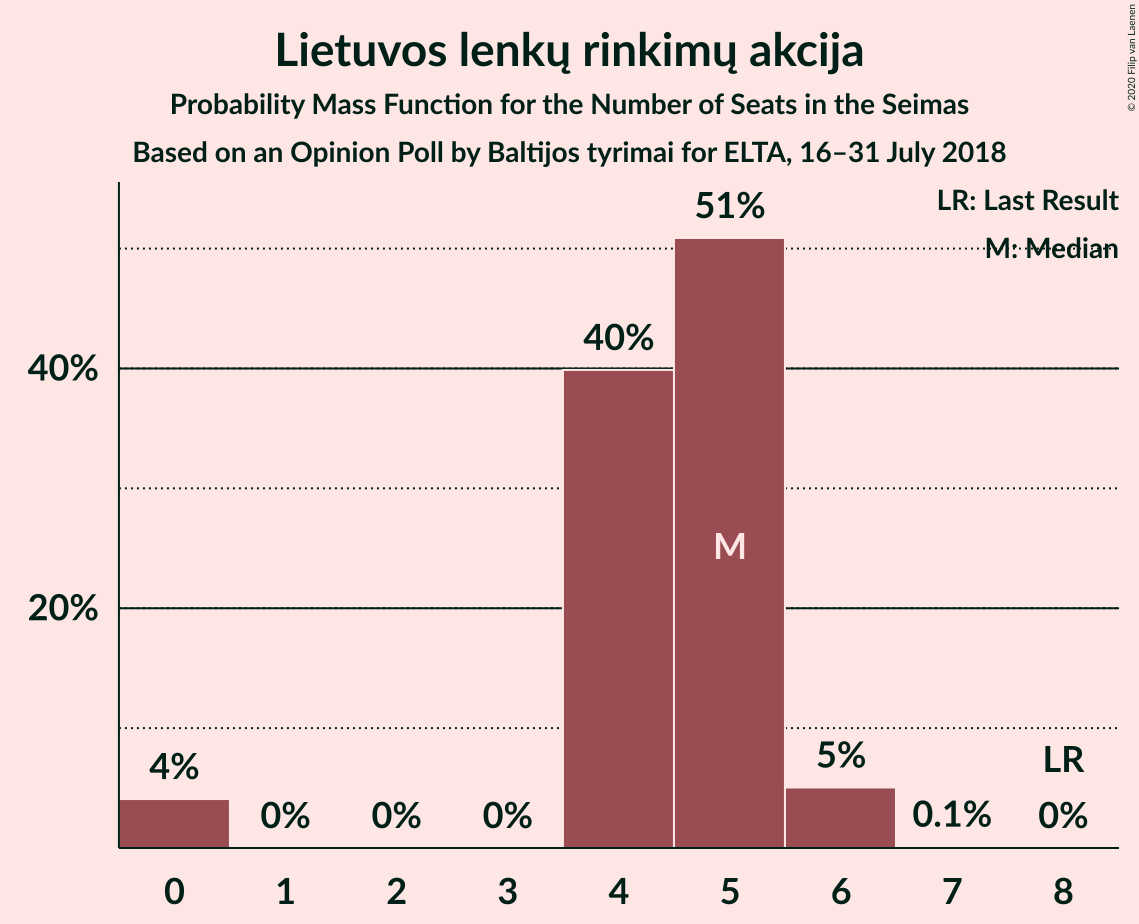 Lietuvos lenkų rinkimų akcija
Probability Mass Function for the Number of Seats in the Seimas
Based on an Opinion Poll by Baltijos tyrimai for ELTA, 16–31 July 2018
© 2020 Filip van Laenen
LR: Last Result
M: Median
51%
40%
40%
M
20%
4%
0%
0%
0%
5%
0.1%
LR
0%
0 1 2 3 4 5 6 7 8